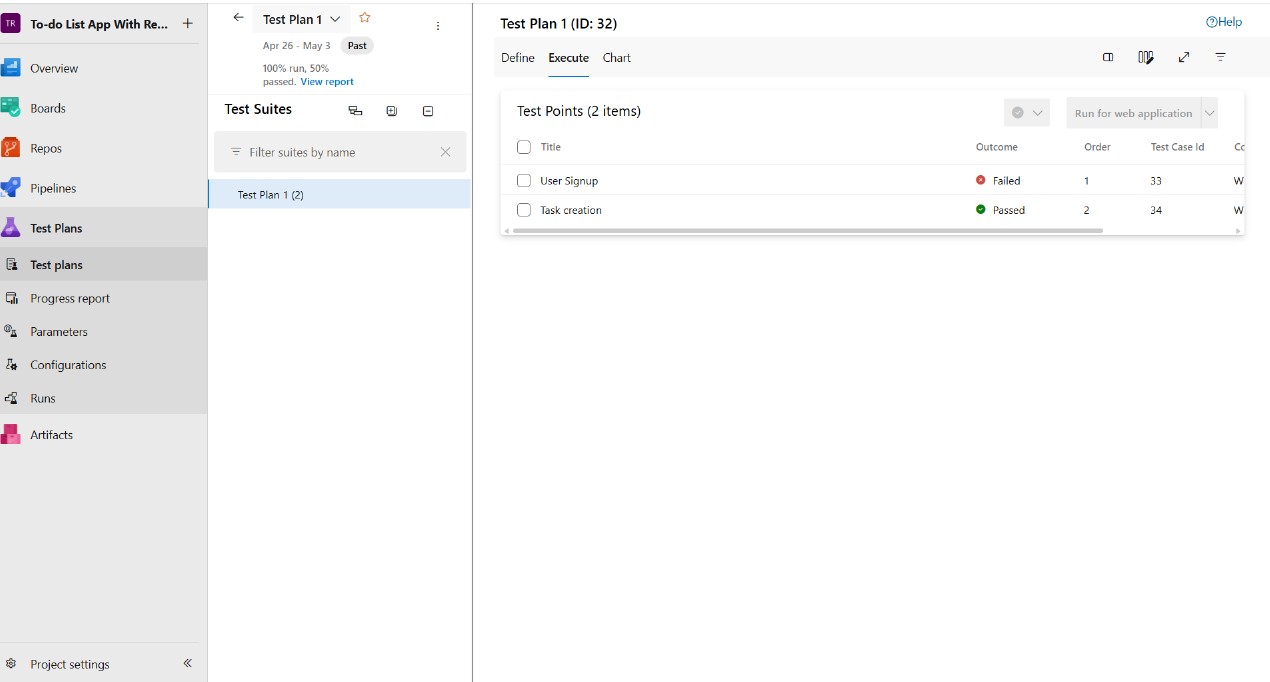 TR To-do List App With Re... +
Overview
Boards
Repos
Pipelines
Test Plans
Test plans
Progress report
Parameters
Configurations
Runs
Artifacts
Project settings
Test Plan 1
Apr 26 - May 3 Past
100% run, 50%
passed. View report
Test Suites
Filter suites by name
Test Plan 1 (2)
Test Plan 1 (ID: 32)
Help
Define Execute Chart
Test Points (2 items)
Run for web application
Title Outcome Order Test Case Id Co
User Signup Failed 1 33 W
Task creation Passed 2 34 W